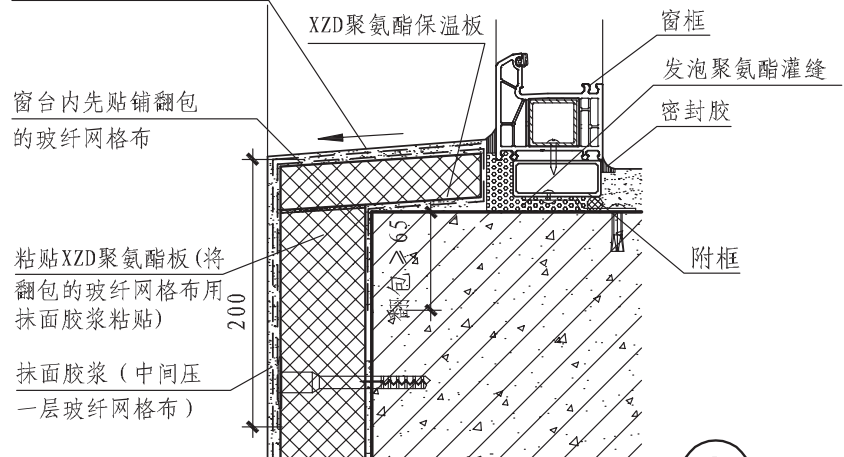 XZD聚氨酯保温板
窗框
发泡聚氨酯灌缝
密封胶
窗台内先贴铺翻包
的玻纤网格布
粘贴XZD聚氨酯板(将
翻包的玻纤网格布用
抹面胶浆粘贴)
附框
翻包≥65
200
抹面胶浆(中间压
一层玻纤网格布)